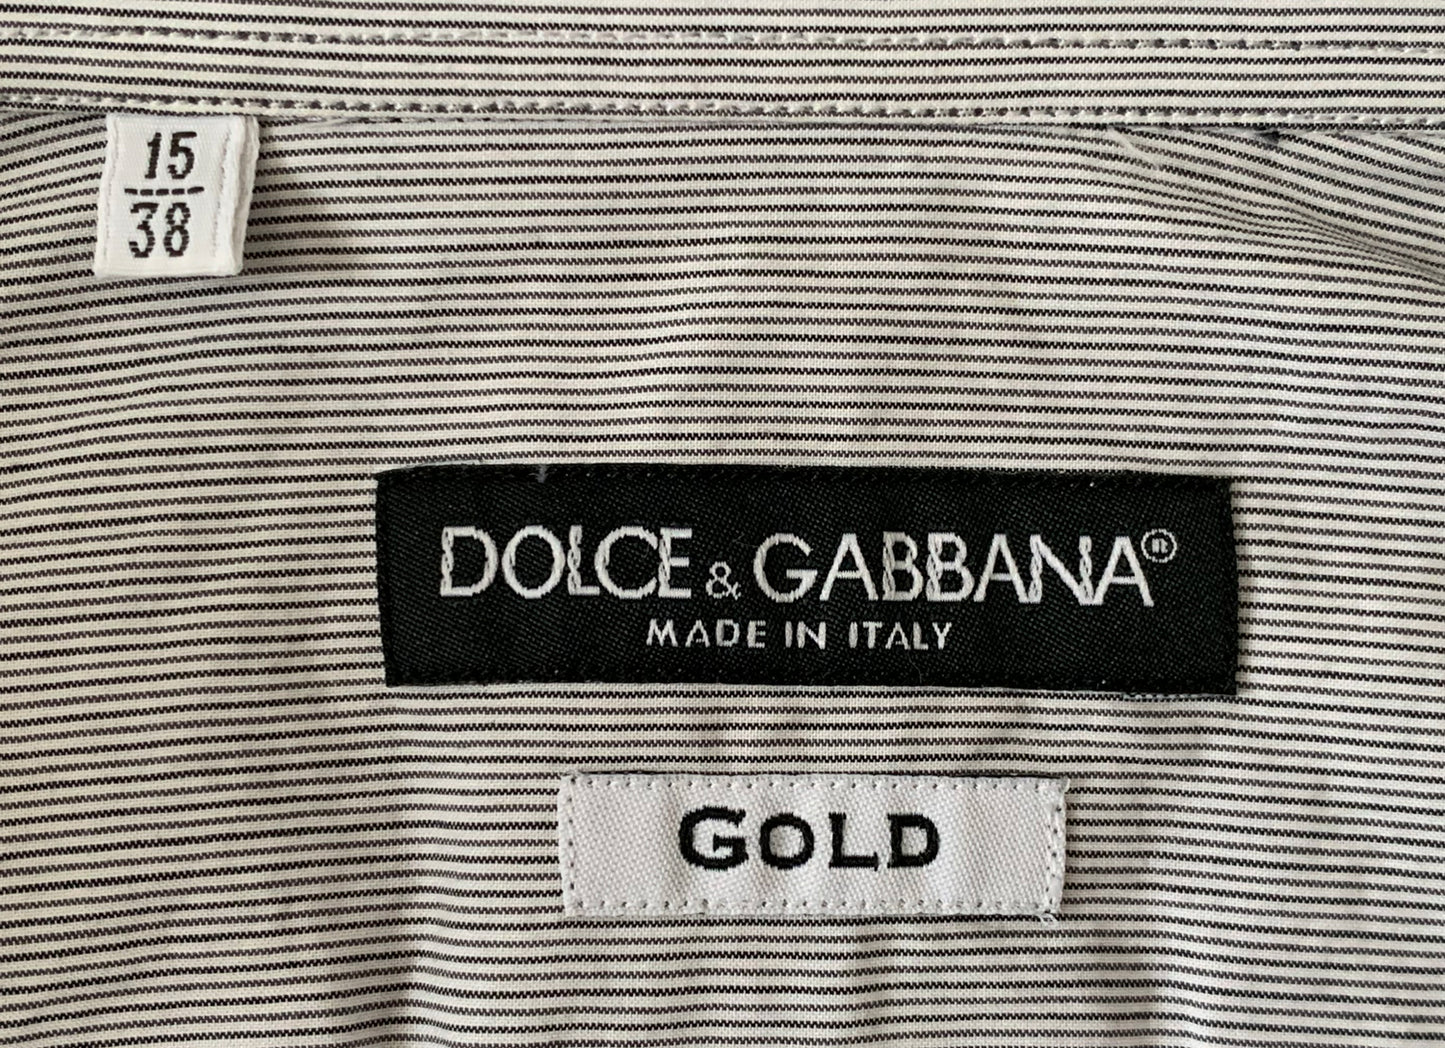 15
38
DOLCE & GABBANA®
MADE IN ITALY
GOLD